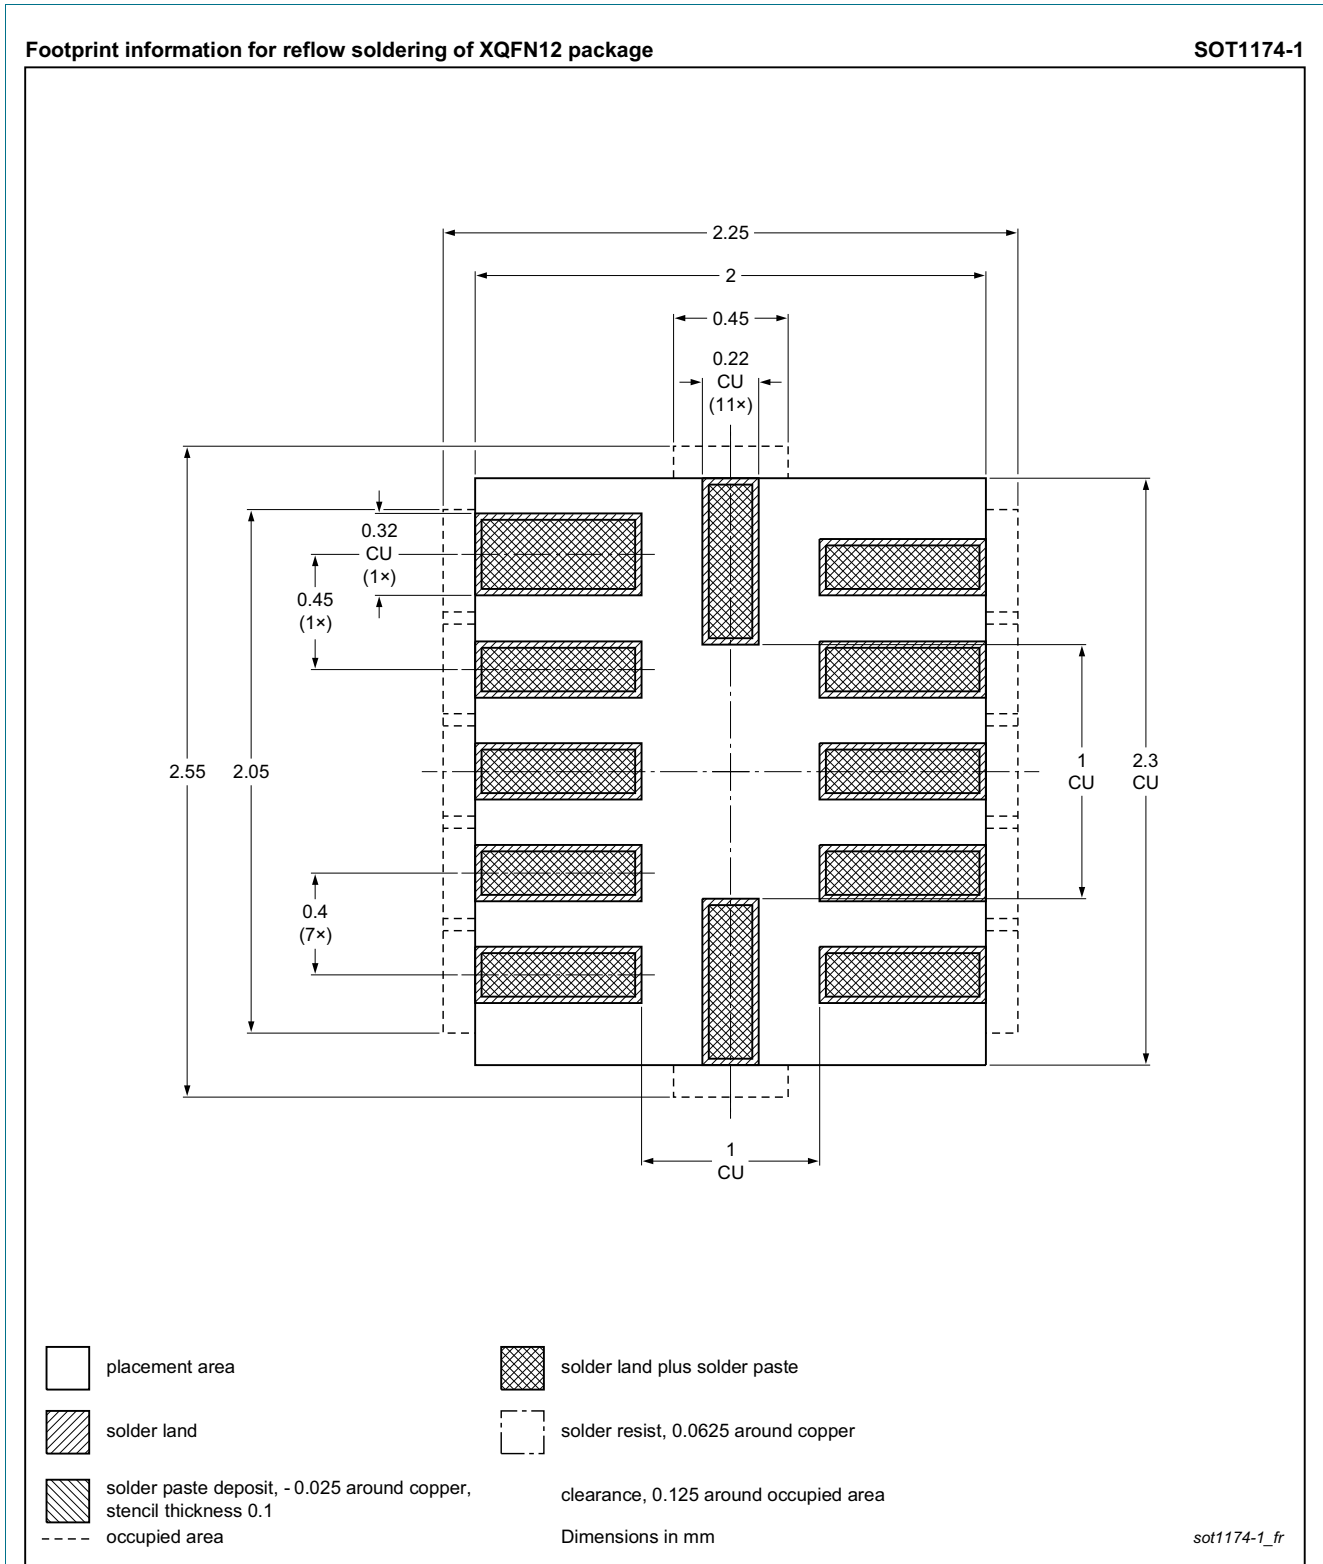 Footprint information for reflow soldering of XQFN12 package
SOT1174-1
2.25
2
0.45
0.22
CU
(11×)
0.32
CU
(1×)
0.45
(1×)
2.55
2.05
1
CU
2.3
CU
0.4
(7×)
1
CU
placement area
solder land plus solder paste
solder land
solder resist, 0.0625 around copper
solder paste deposit, - 0.025 around copper,
stencil thickness 0.1
clearance, 0.125 around occupied area
occupied area
Dimensions in mm
sot1174-1_fr